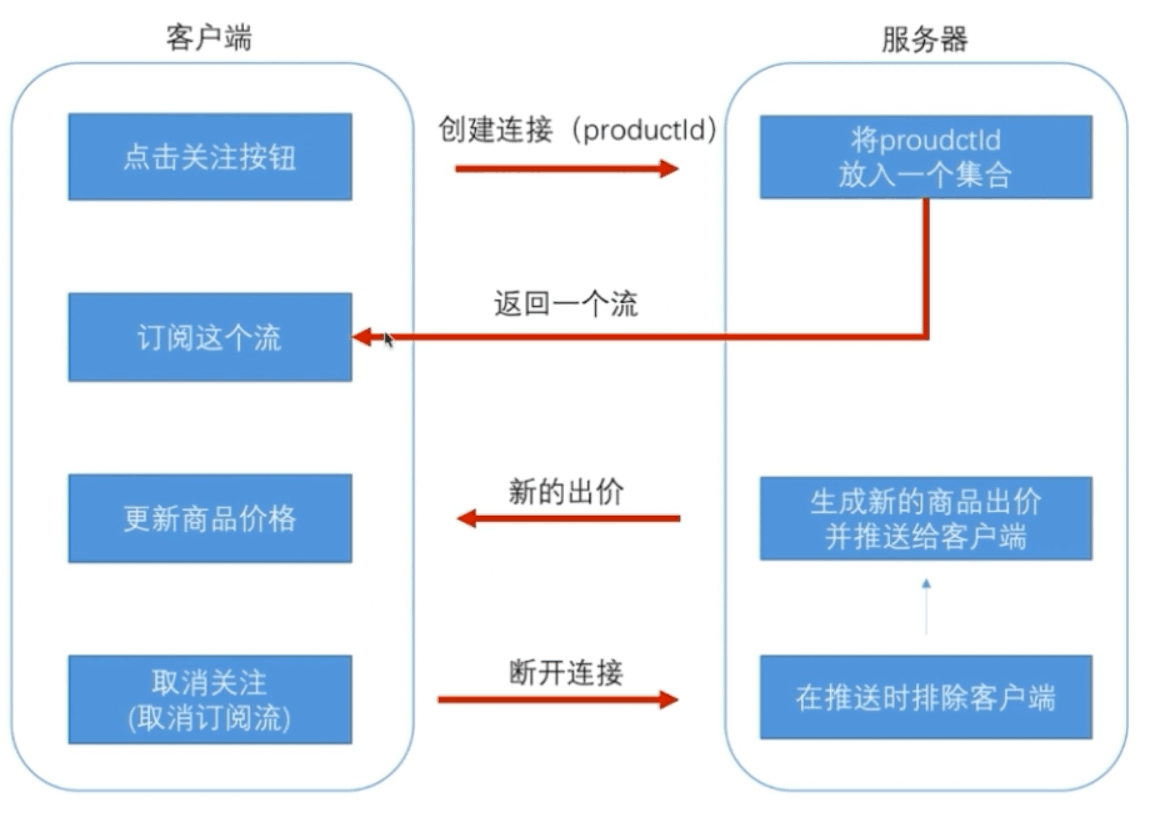 客户端
服务器
点击关注按钮
创建连接（productId）
将proudctId
放入一个集合
返回一个流
订阅这个流
新的出价
更新商品价格
生成新的商品出价
并推送给客户端
断开连接
取消关注
(取消订阅流)
在推送时排除客户端